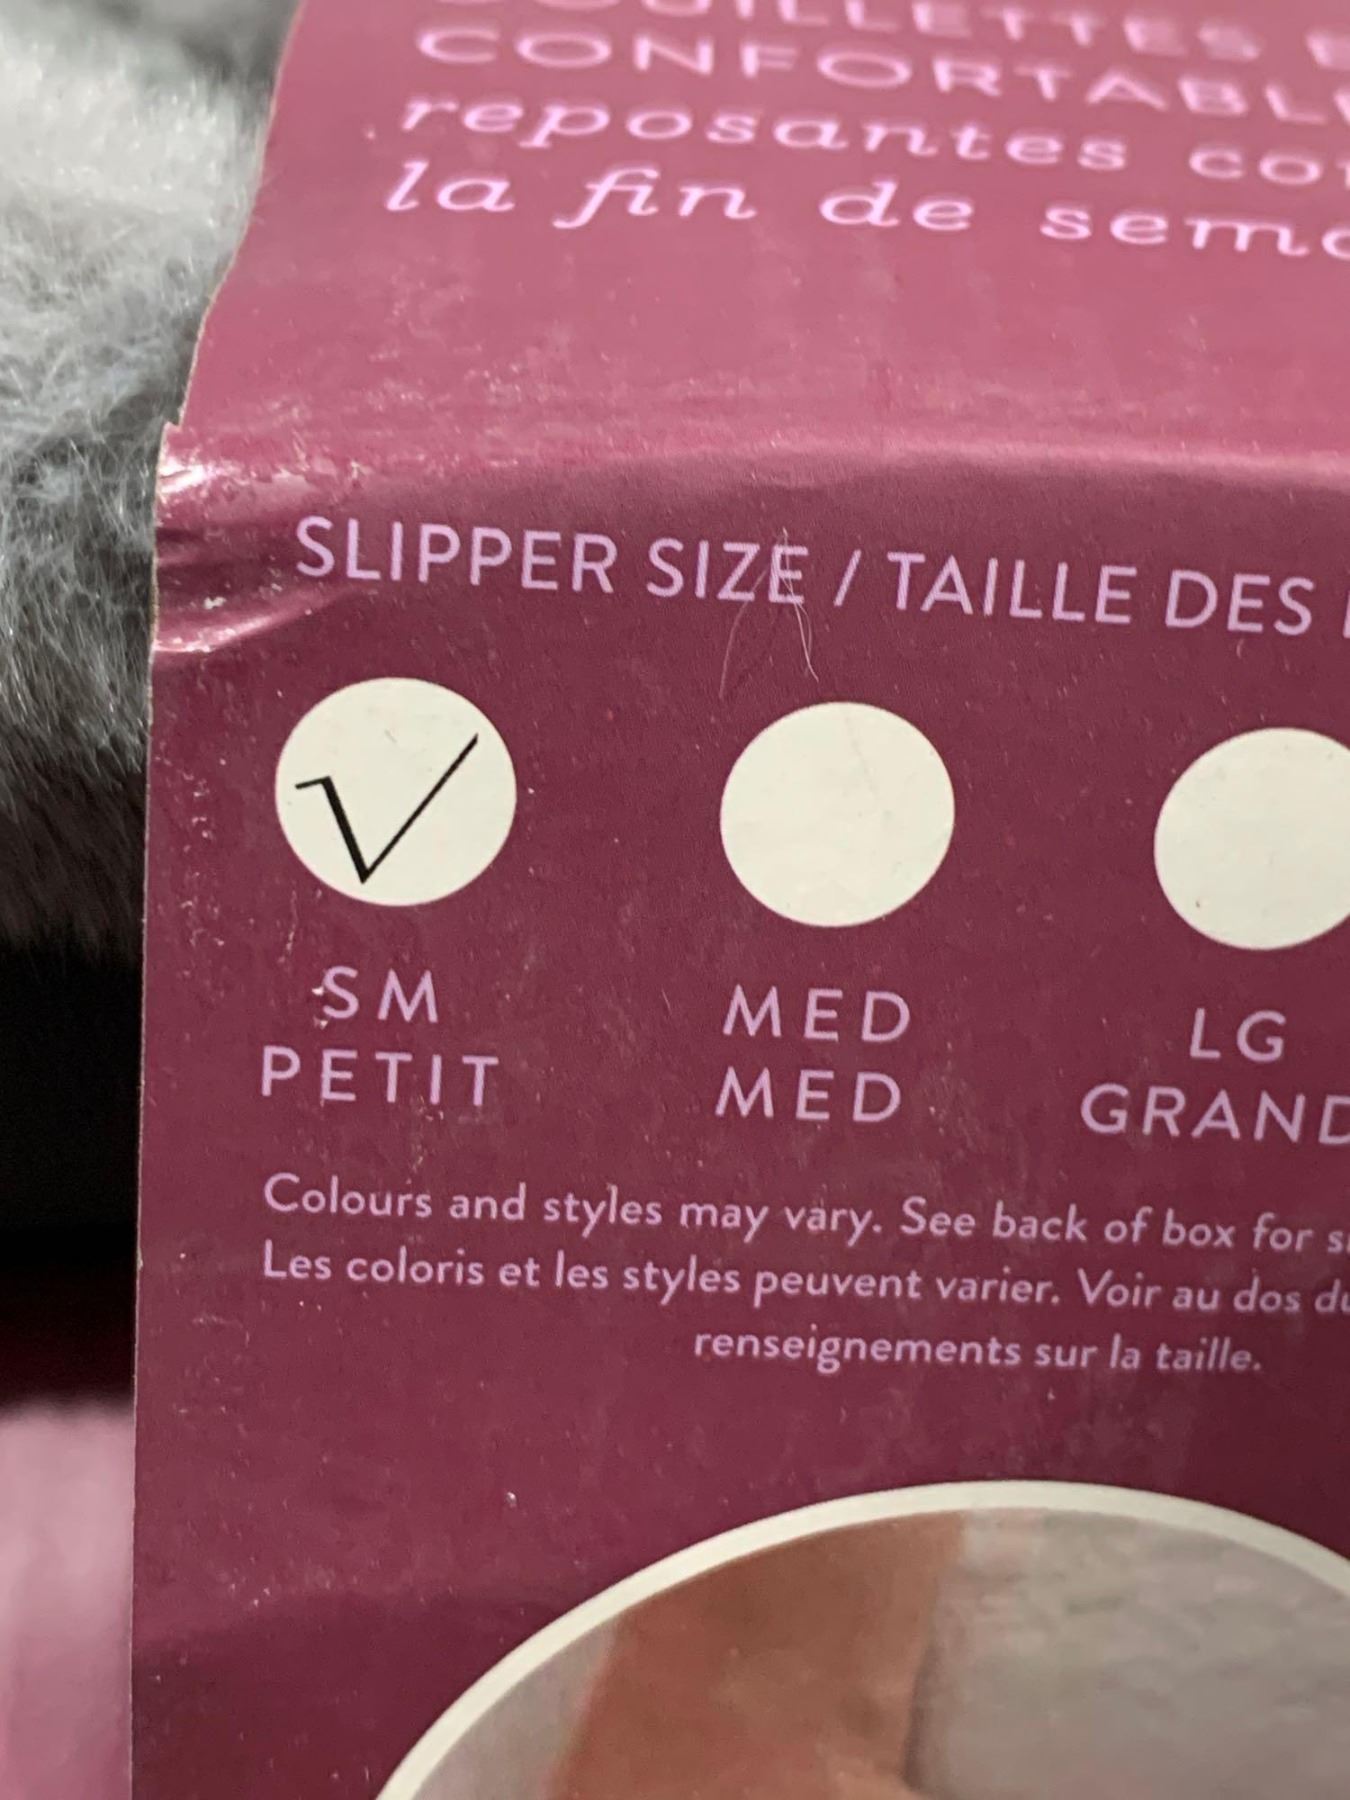 CONFORTABL
reposantes
la fin de
SLIPPER SIZE / TAILLE DES
SM MED LG
PETIT MED GRAND
Colours and styles may vary. See back of box for
Les coloris et les styles peuvent varier. Voir au dos du
renseignements sur la taille.